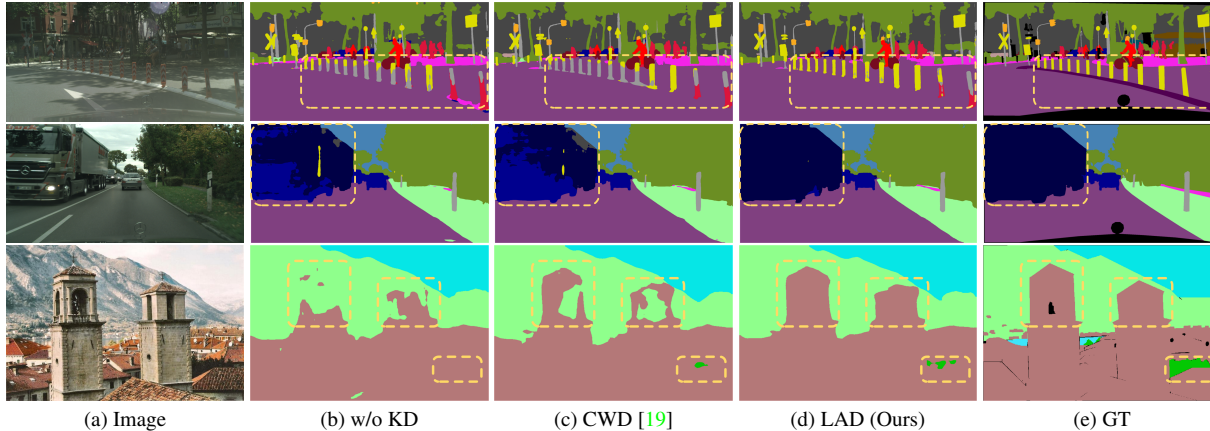 (a) Image
(b) w/o KD
(c) CWD [19]
(d) LAD (Ours)
(e) GT